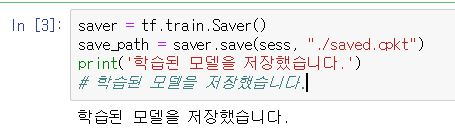 In [3]: saver = tf.train.Saver()
save_path = saver.save(sess, "./saved.cpkt")
print('학습된 모델을 저장했습니다.')
# 학습된 모델을 저장했습니다.
학습된 모델을 저장했습니다.